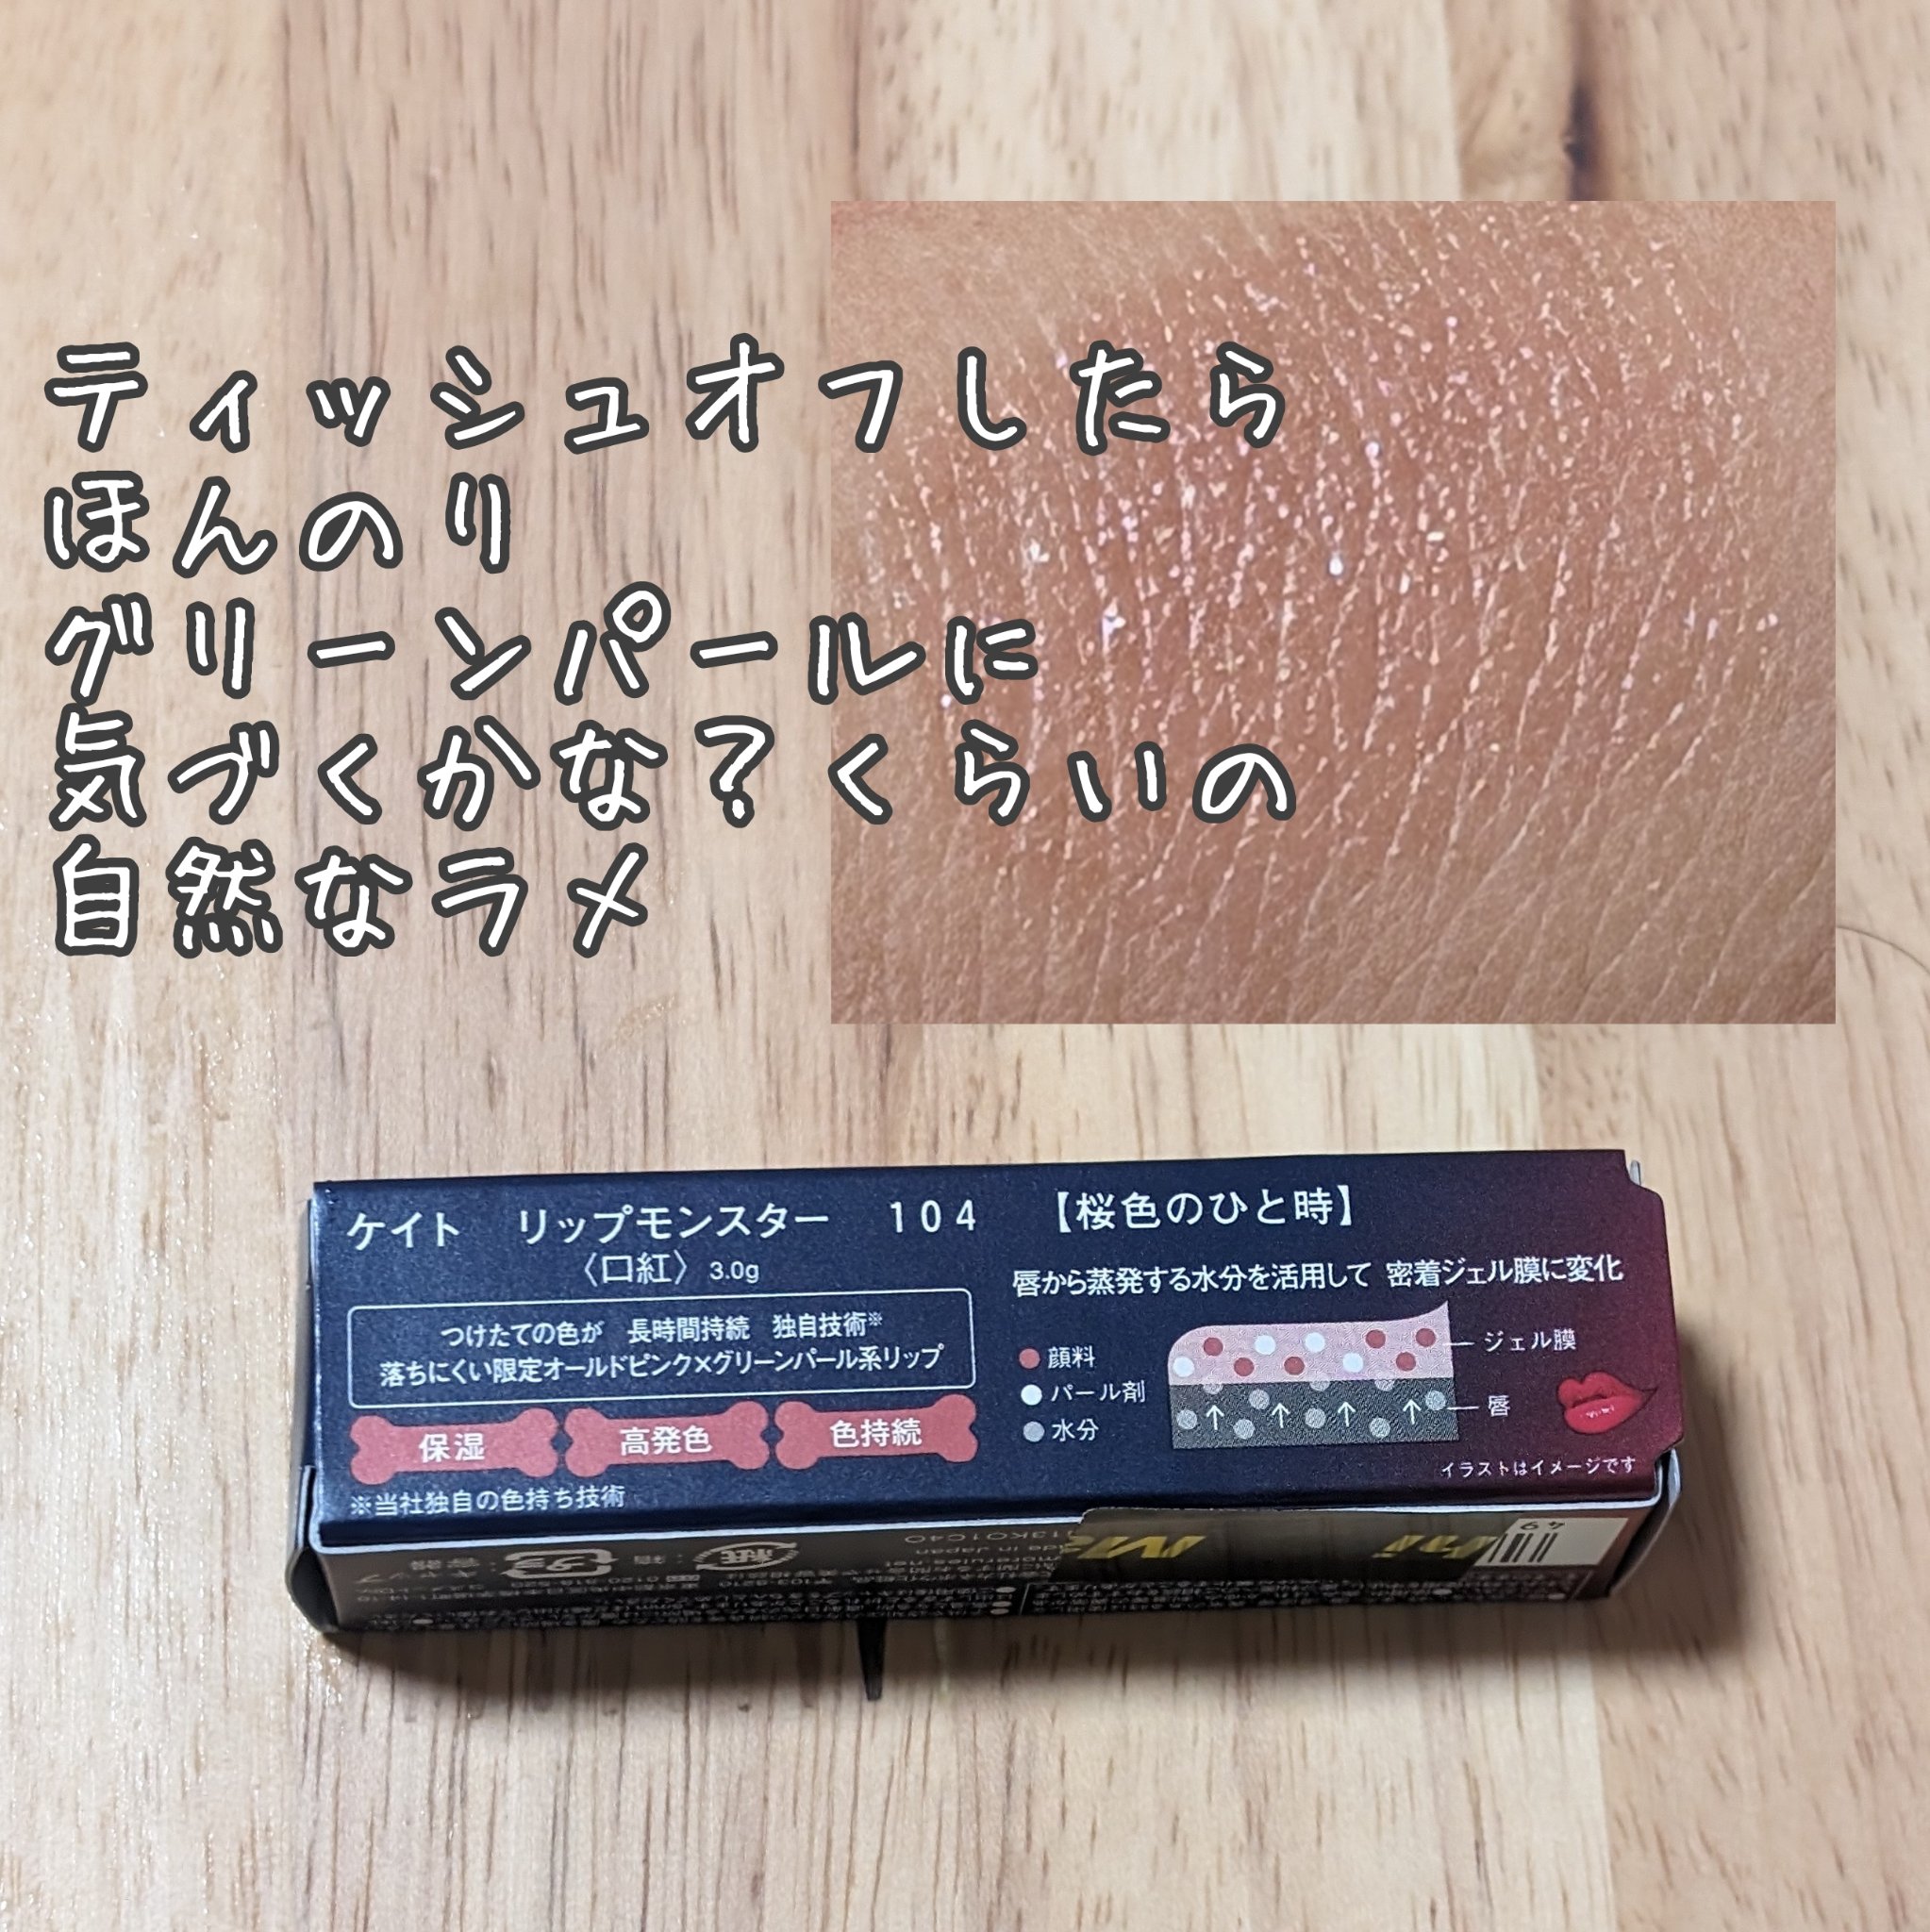 ティッシュオフしたら
ほんのり
グリーンパールに
気づくかな？くらいの
自然なラメ
ケイト リップモンスター 104 【桜色のひと時】
〈口紅〉3.0g
つけたての色が 長時間持続 独自技術※
落ちにくい限定オールドピンク×グリーンパール系リップ
保湿 高発色 色持続
※当社独自の色持ち技術
唇から蒸発する水分を活用して 密着ジェル膜に変化
顔料
パール剤
水分
ジェル膜
唇
イラストはイメージです
49